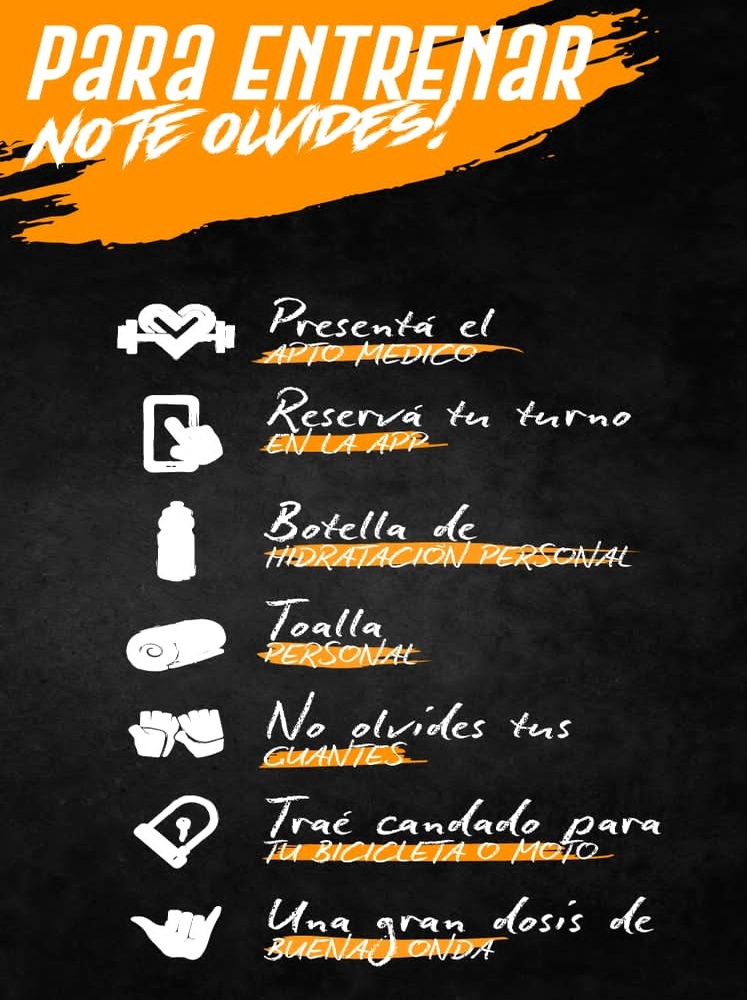 PARA ENTRENAR
NO TE OLVIDES!
Presentá el
APTO MEDICO
Reservá tu turno
EN LA APP
Botella de
HIDRATACIÓN PERSONAL
Toalla
PERSONAL
No olvides tus
GUANTES
Traé candado para
TU BICICLETA O MOTO
Una gran dosis de
BUENA ONDA